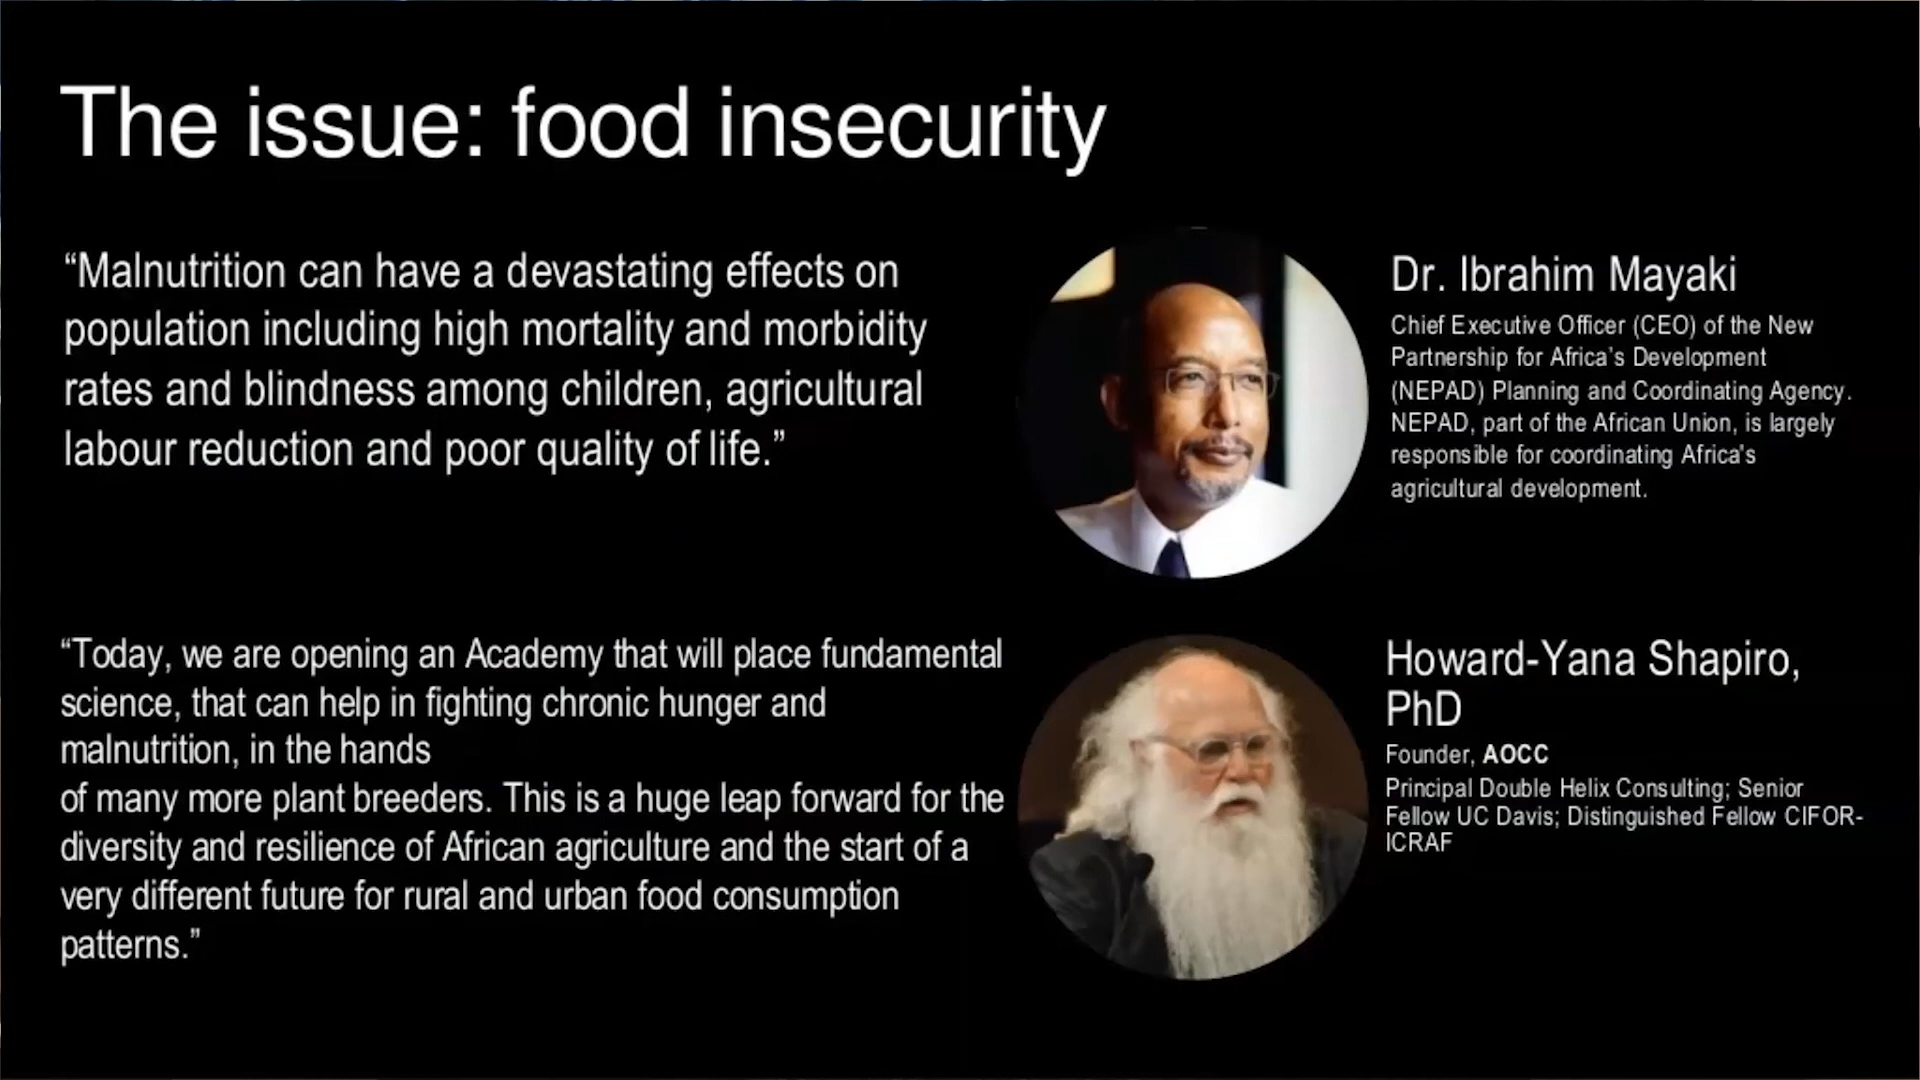 The issue: food insecurity
“Malnutrition can have a devastating effects on
population including high mortality and morbidity
rates and blindness among children, agricultural
labour reduction and poor quality of life.”
Dr. Ibrahim Mayaki
Chief Executive Officer (CEO) of the New
Partnership for Africa’s Development
(NEPAD) Planning and Coordinating Agency.
NEPAD, part of the African Union, is largely
responsible for coordinating Africa's
agricultural development.
“Today, we are opening an Academy that will place fundamental
science, that can help in fighting chronic hunger and
malnutrition, in the hands
of many more plant breeders. This is a huge leap forward for the
diversity and resilience of African agriculture and the start of a
very different future for rural and urban food consumption
patterns.”
Howard-Yana Shapiro,
PhD
Founder, AOCC
Principal Double Helix Consulting; Senior
Fellow UC Davis; Distinguished Fellow CIFOR-
ICRAF